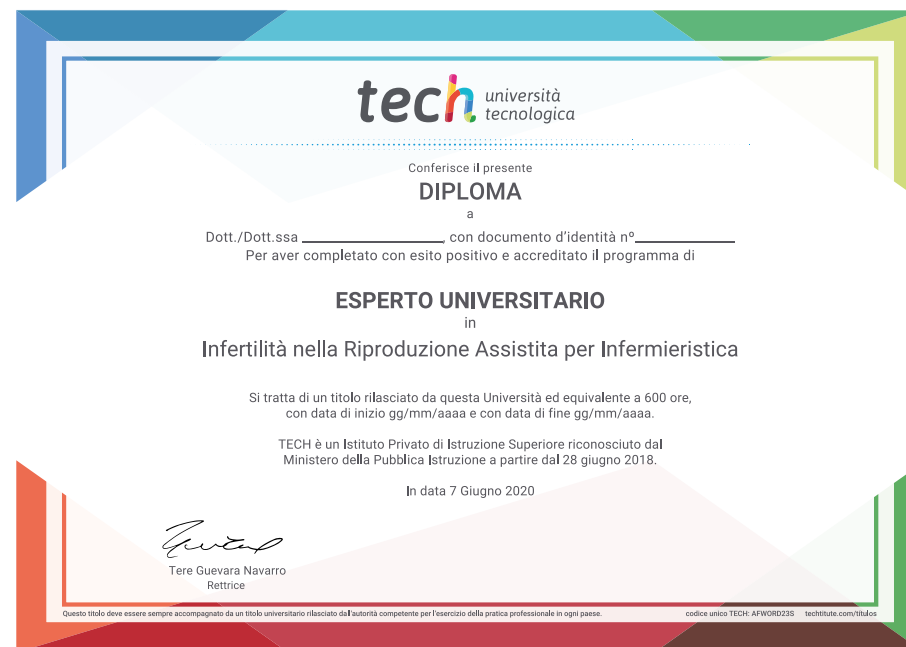 tech università
tecnologica
Conferisce il presente
DIPLOMA
a
Dott./Dott.ssa ____________________, con documento d'identità nº______________
Per aver completato con esito positivo e accreditato il programma di
ESPERTO UNIVERSITARIO
in
Infertilità nella Riproduzione Assistita per Infermieristica
Si tratta di un titolo rilasciato da questa Università ed equivalente a 600 ore,
con data di inizio gg/mm/aaaa e con data di fine gg/mm/aaaa.
TECH è un Istituto Privato di Istruzione Superiore riconosciuto dal
Ministero della Pubblica Istruzione a partire dal 28 giugno 2018.
In data 7 Giugno 2020
Tere Guevara Navarro
Rettrice
Questo titolo deve essere sempre accompagnato da un titolo universitario rilasciato dall'autorità competente per l'esercizio della pratica professionale in ogni paese. codice unico TECH: AFWORD23S techtitute.com/titulos